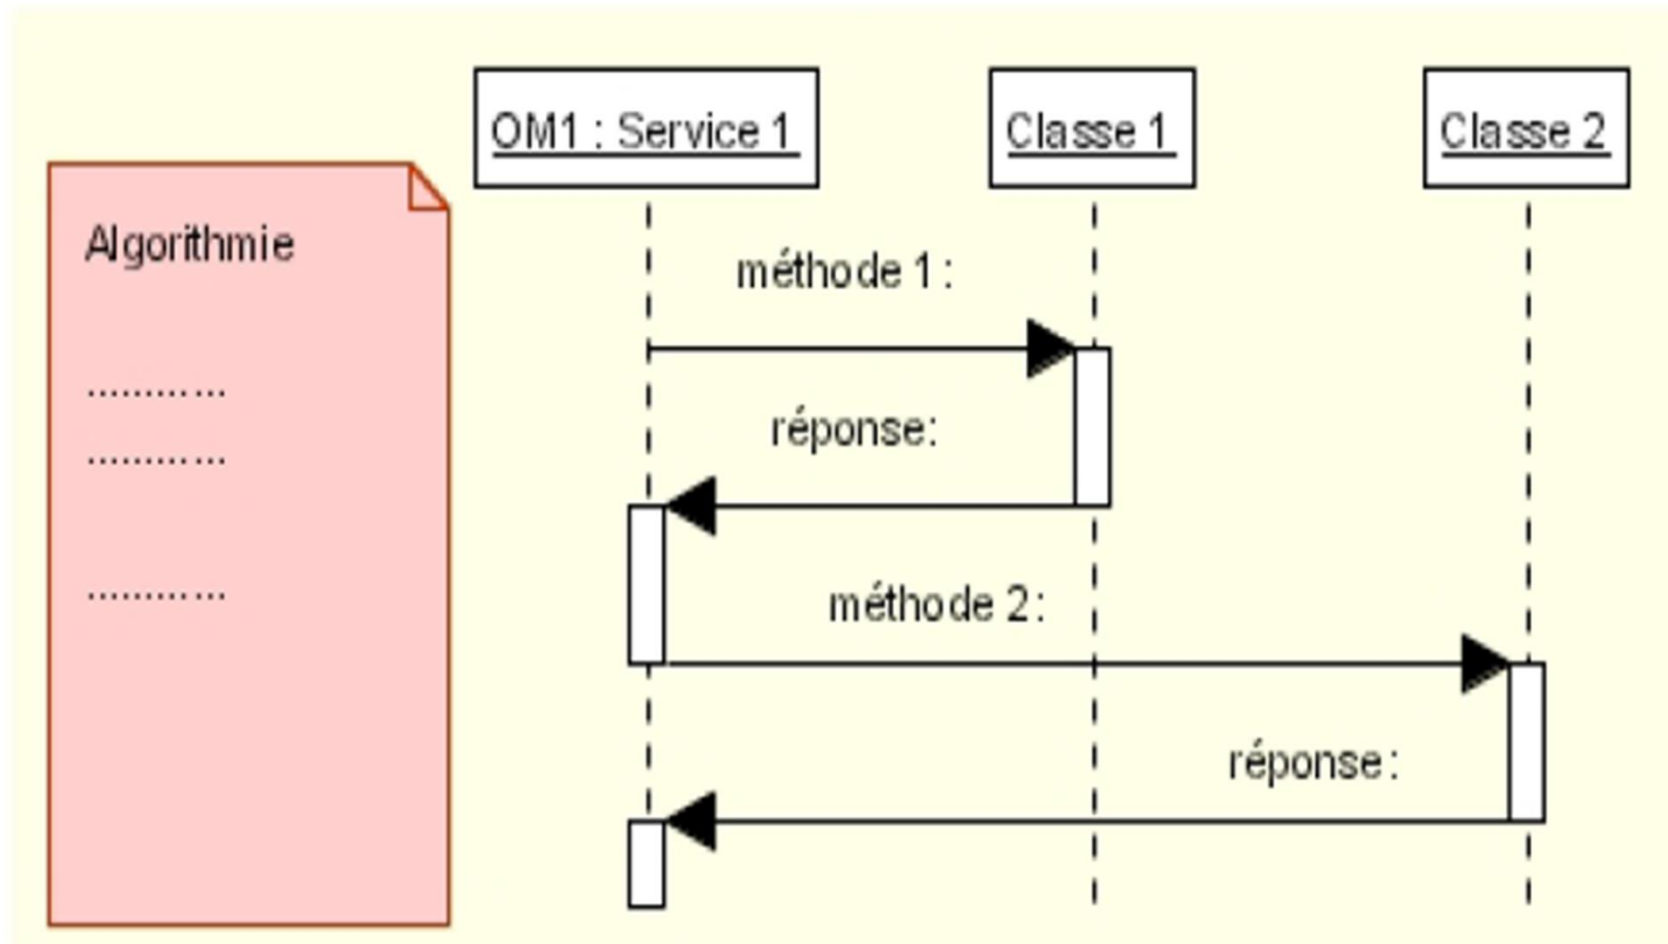 OM1 : Service 1
Classe 1
Classe 2
Algorithmie
............
............
............
méthode 1 :
réponse:
méthode 2:
réponse: